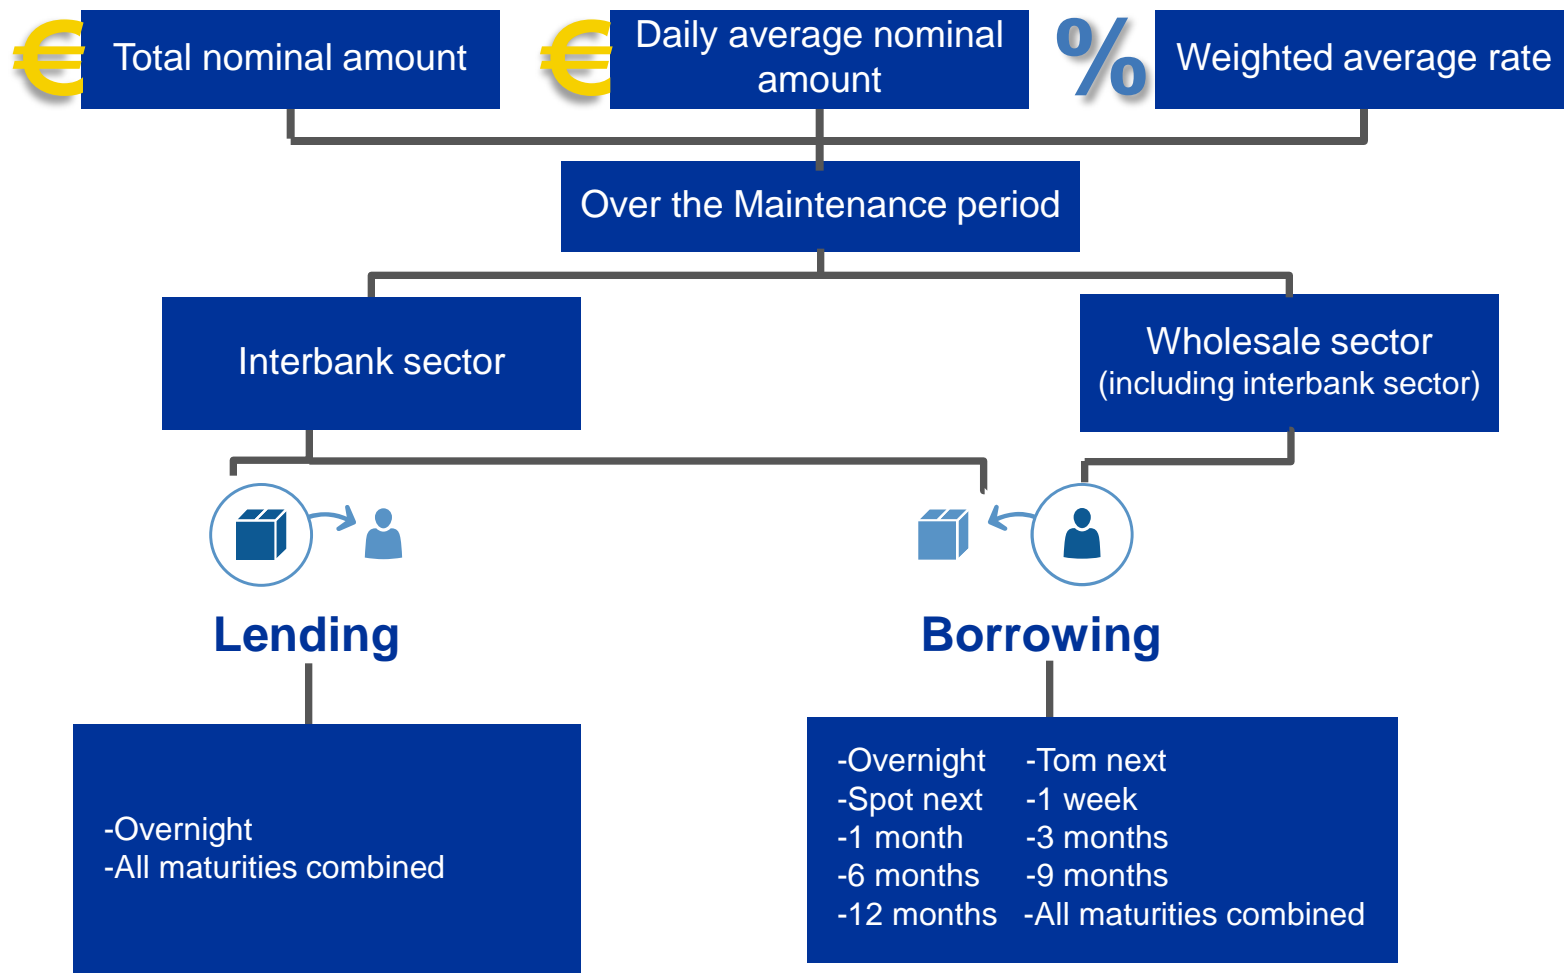 € Total nominal amount
€ Daily average nominal
amount
% Weighted average rate
Over the Maintenance period
Interbank sector
Wholesale sector
(including interbank sector)
Lending
Borrowing
-Overnight
-All maturities combined
-Overnight -Tom next
-Spot next -1 week
-1 month -3 months
-6 months -9 months
-12 months -All maturities combined